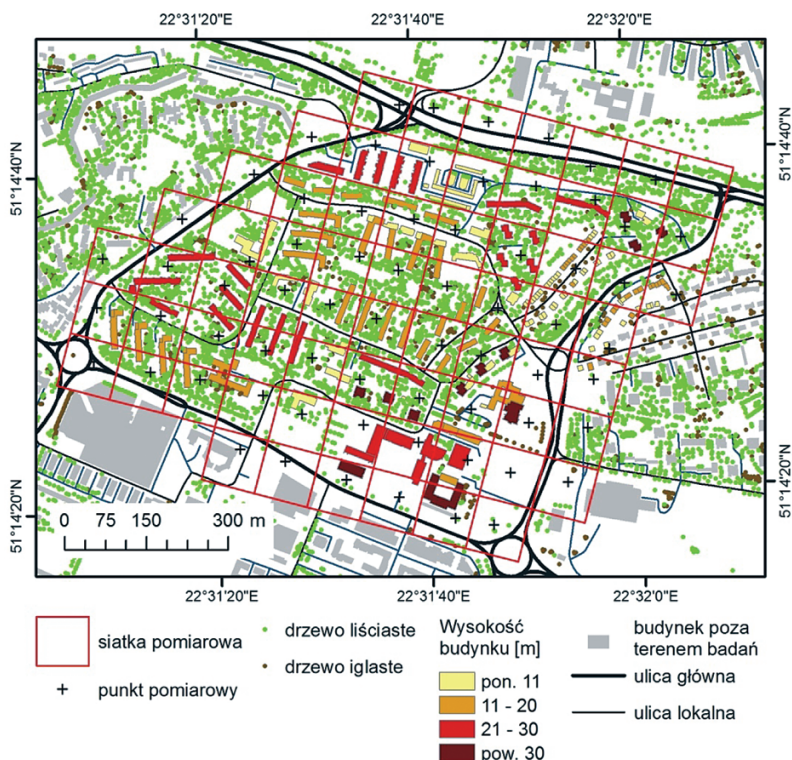 22°31'20"E 22°31'40"E 22°32'0"E
51°14'40"N
51°14'40"N
51°14'20"N
51°14'20"N
0 75 150 300 m
22°31'20"E 22°31'40"E 22°32'0"E
siatka pomiarowa
punkt pomiarowy
drzewo liściaste
drzewo iglaste
Wysokość
budynku [m]
pon. 11
11 - 20
21 - 30
pow. 30
budynek poza
terenem badań
ulica główna
ulica lokalna